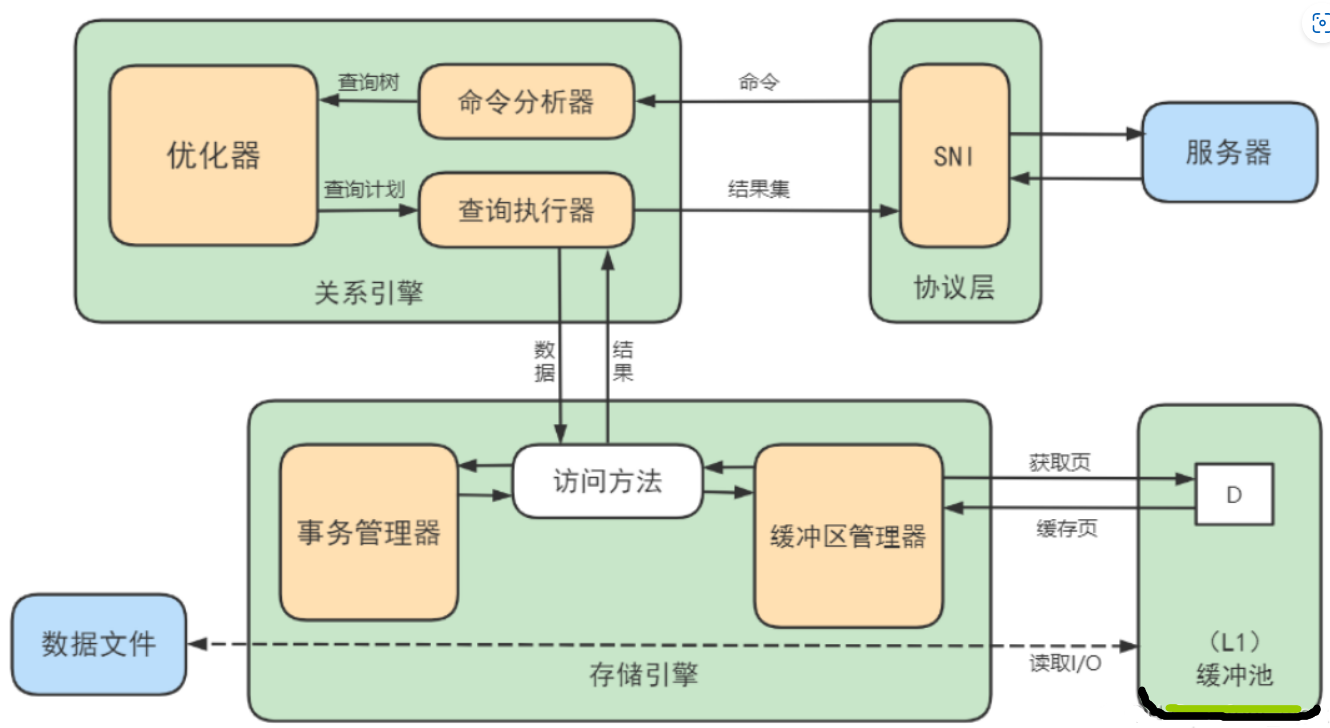 查询树
命令分析器
命令
优化器
SNI
服务器
查询计划
查询执行器
结果集
关系引擎
协议层
数据
结果
访问方法
获取页
D
事务管理器
缓冲区管理器
缓存页
数据文件
（L1）
读取I/O
缓冲池
存储引擎